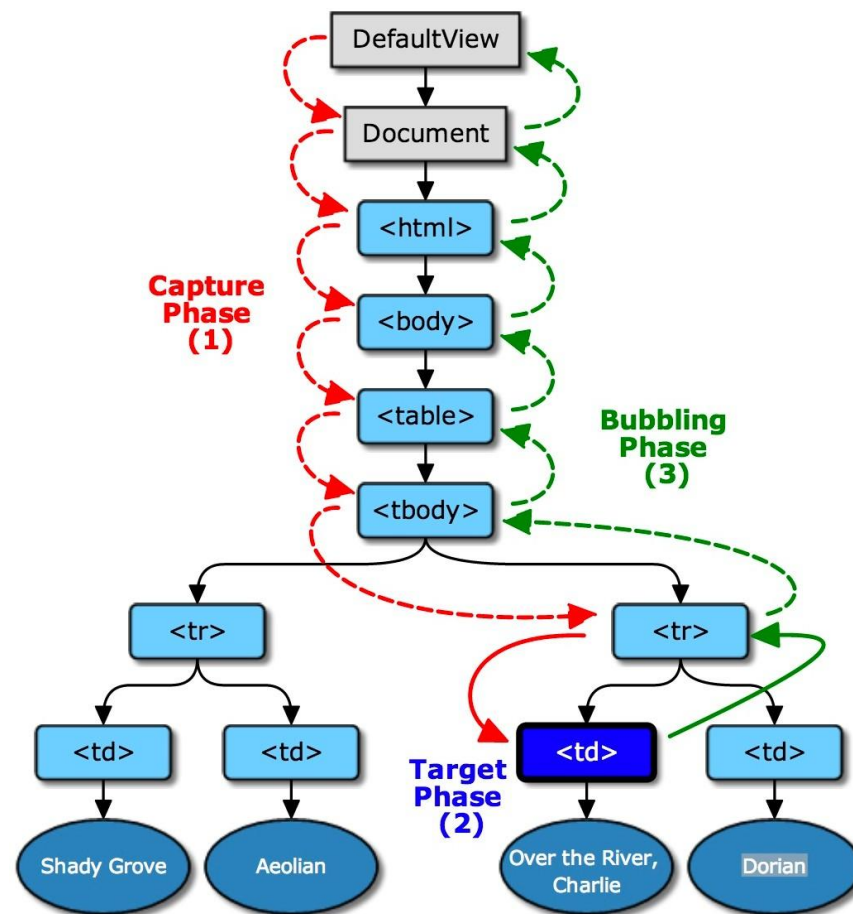 DefaultView
Document
<html>
Capture
Phase
(1)
<body>
<table>
Bubbling
Phase
(3)
<tbody>
<tr>
<tr>
<td>
<td>
<td>
<td>
Target
Phase
(2)
Shady Grove
Aeolian
Over the River,
Charlie
Dorian